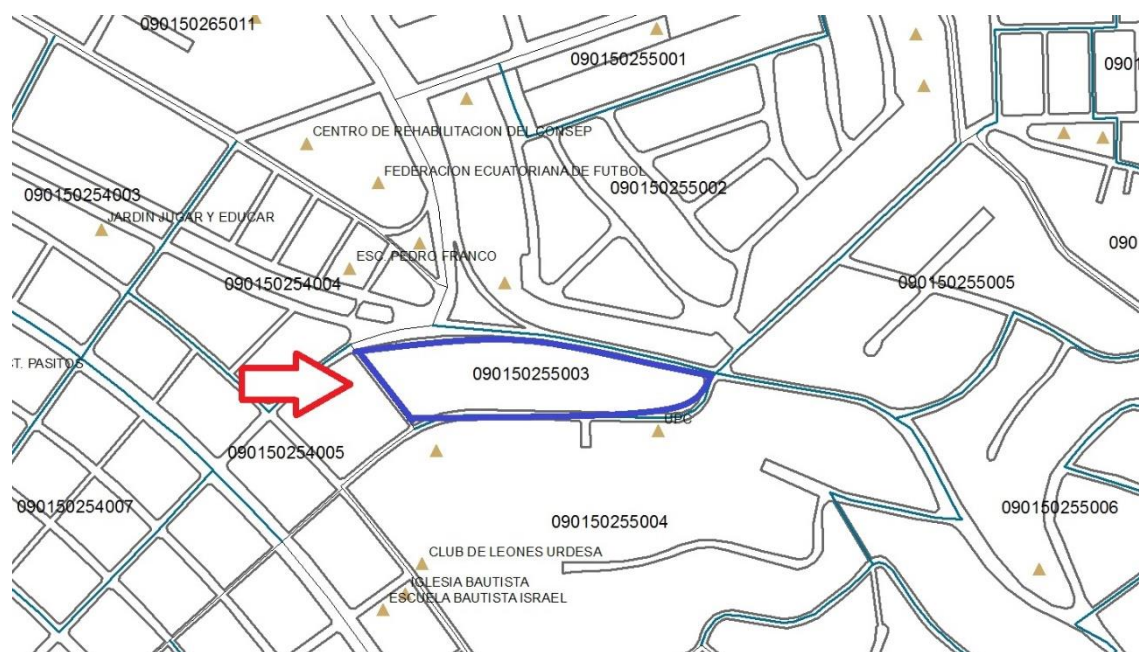 090150265011
090150255001
0901
CENTRO DE REHABILITACION DEL CONSEP
FEDERACION ECUATORIANA DE FUTBOL
090150254003
090150255002
JARDIN JUGAR Y EDUCAR
090
ESC. PEDRO FRANCO
090150254004
090150255005
CT. PASITOS
090150255003
UPC
090150254005
090150254007
090150255004
090150255006
CLUB DE LEONES URDESA
IGLESIA BAUTISTA
ESCUELA BAUTISTA ISRAEL